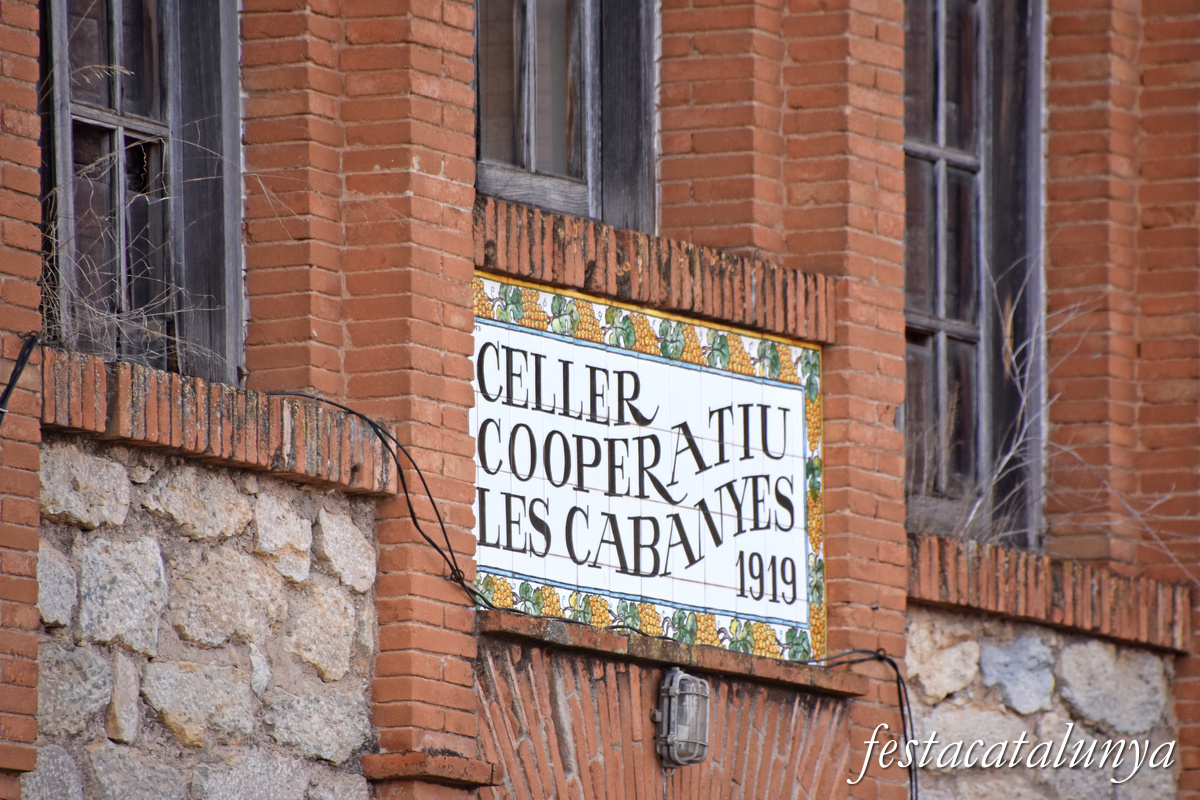 CELLER
COOPERATIU
LES CABANYES
1919
festacatalunya